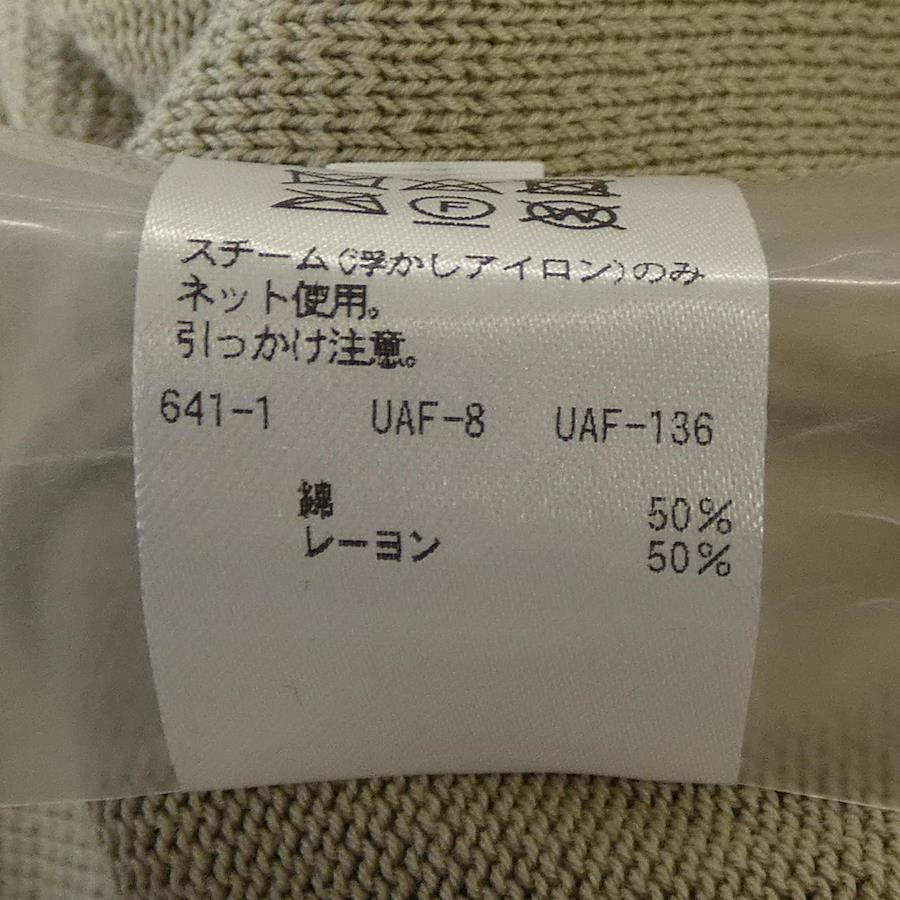 F
W
スチーム(浮かしアイロン)のみ
ネット使用。
引っかけ注意。
641-1 UAF-8 UAF-136
綿 50%
レーヨン 50%